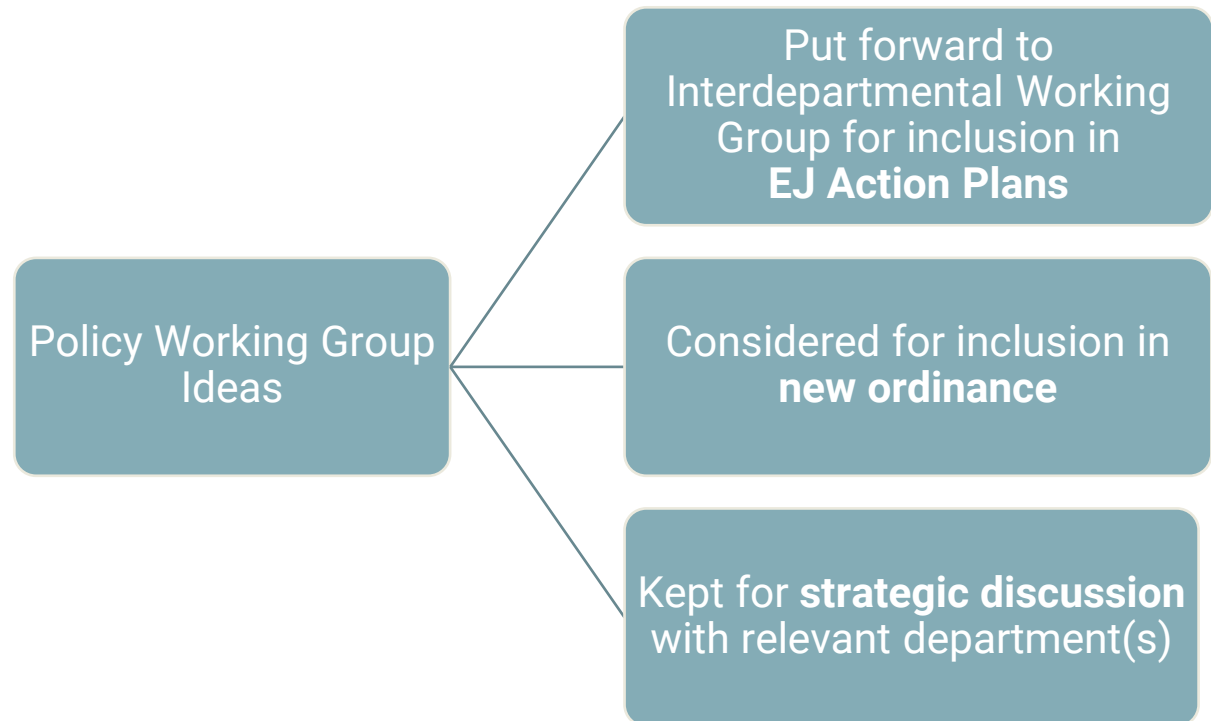 Put forward to
Interdepartmental Working
Group for inclusion in
EJ Action Plans
Policy Working Group
Ideas
Considered for inclusion in
new ordinance
Kept for strategic discussion
with relevant department(s)